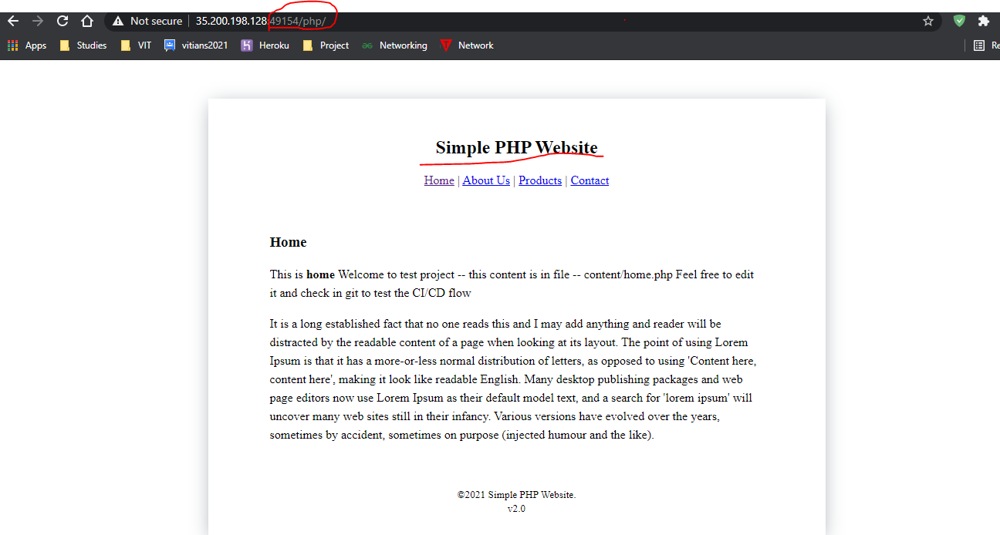 Not secure 35.200.198.128:49154/php/
Apps Studies VIT vitians2021 Heroku Project Networking Network Re
Simple PHP Website
Home | About Us | Products | Contact
Home
This is home Welcome to test project -- this content is in file -- content/home.php Feel free to edit
it and check in git to test the CI/CD flow
It is a long established fact that no one reads this and I may add anything and reader will be
distracted by the readable content of a page when looking at its layout. The point of using Lorem
Ipsum is that it has a more-or-less normal distribution of letters, as opposed to using 'Content here,
content here', making it look like readable English. Many desktop publishing packages and web
page editors now use Lorem Ipsum as their default model text, and a search for 'lorem ipsum' will
uncover many web sites still in their infancy. Various versions have evolved over the years,
sometimes by accident, sometimes on purpose (injected humour and the like).
©2021 Simple PHP Website.
v2.0